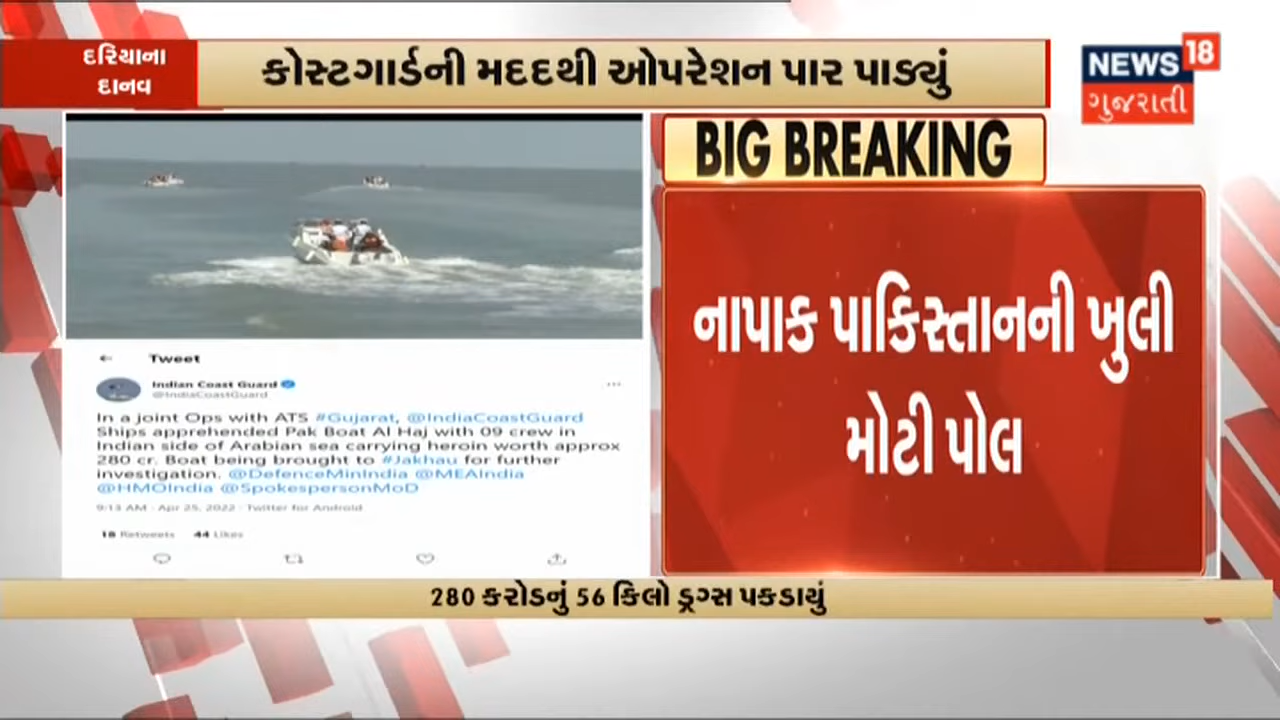 દરિયાના
દાનવ
કોસ્ટગાર્ડની મદદથી ઓપરેશન પાર પાડ્યું
NEWS 18
ગુજરાતી
BIG BREAKING
નાપાક પાકિસ્તાનની ખુલી
મોટી પોલ
Tweet
Indian Coast Guard
@IndiaCoastGuard
In a joint Ops with ATS #Gujarat, @IndiaCoastGuard
Ships apprehended Pak Boat Al Haj with 09 crew in
Indian side of Arabian sea carrying heroin worth approx
280 cr. Boat being brought to #Jakhau for further
investigation. @DefenceMinIndia @MEAIndia
@HMOIndia @SpokespersonMoD
9:13 AM · Apr 25, 2022 · Twitter for Android
18 Retweets 44 Likes
280 કરોડનું 56 કિલો ડ્રગ્સ પકડાયું